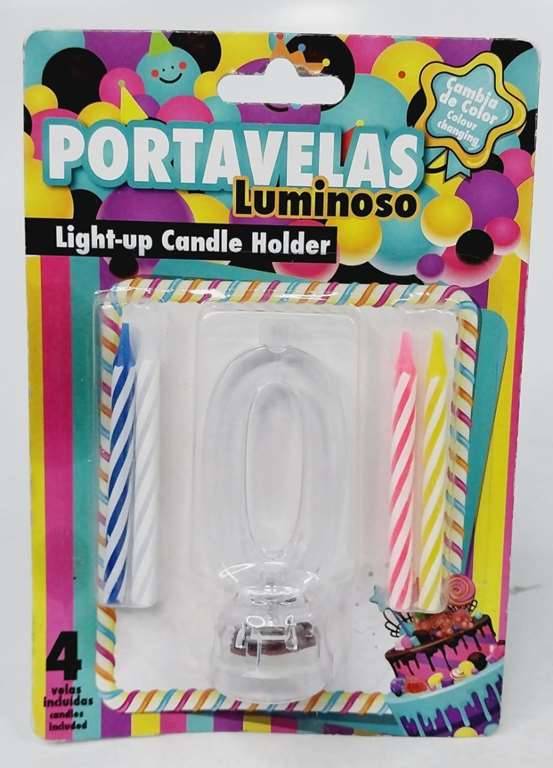 Cambia
de Color
Colour
changing
PORTAVELAS
Luminoso
Light-up Candle Holder
4
velas
incluidas
candles
included